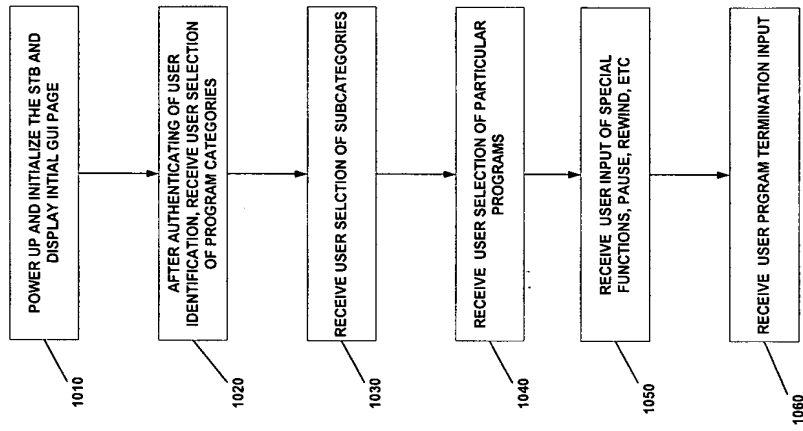 POWER UP AND INITIALIZE THE STB AND
DISPLAY INTIAL GUI PAGE
1010
AFTER AUTHENTICATING OF USER
IDENTIFICATION, RECEIVE USER SELECTION
OF PROGRAM CATEGORIES
1020
RECEIVE USER SELCTION OF SUBCATEGORIES
1030
RECEIVE USER SELECTION OF PARTICULAR
PROGRAMS
1040
RECEIVE USER INPUT OF SPECIAL
FUNCTIONS, PAUSE, REWIND, ETC
1050
RECEIVE USER PRGRAM TERMINATION INPUT
1060